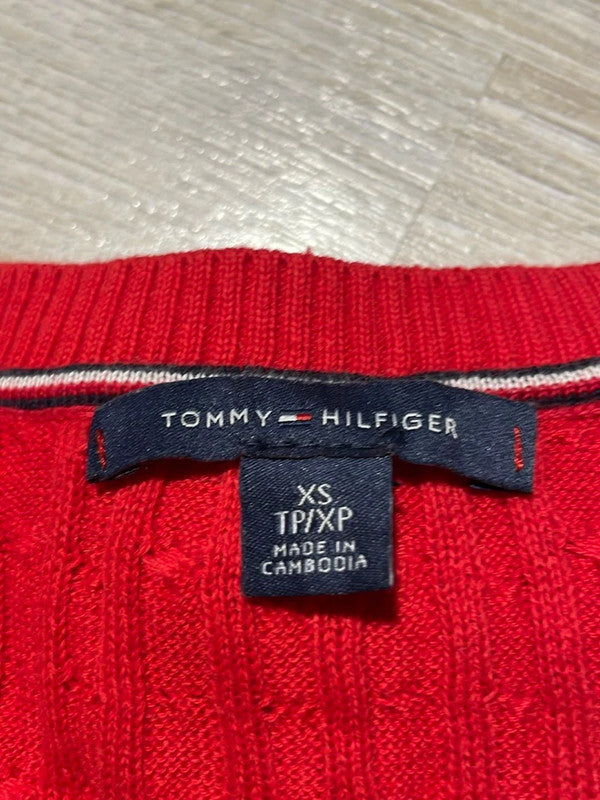 TOMMY HILFIGER
XS
TP/XP
MADE IN
CAMBODIA